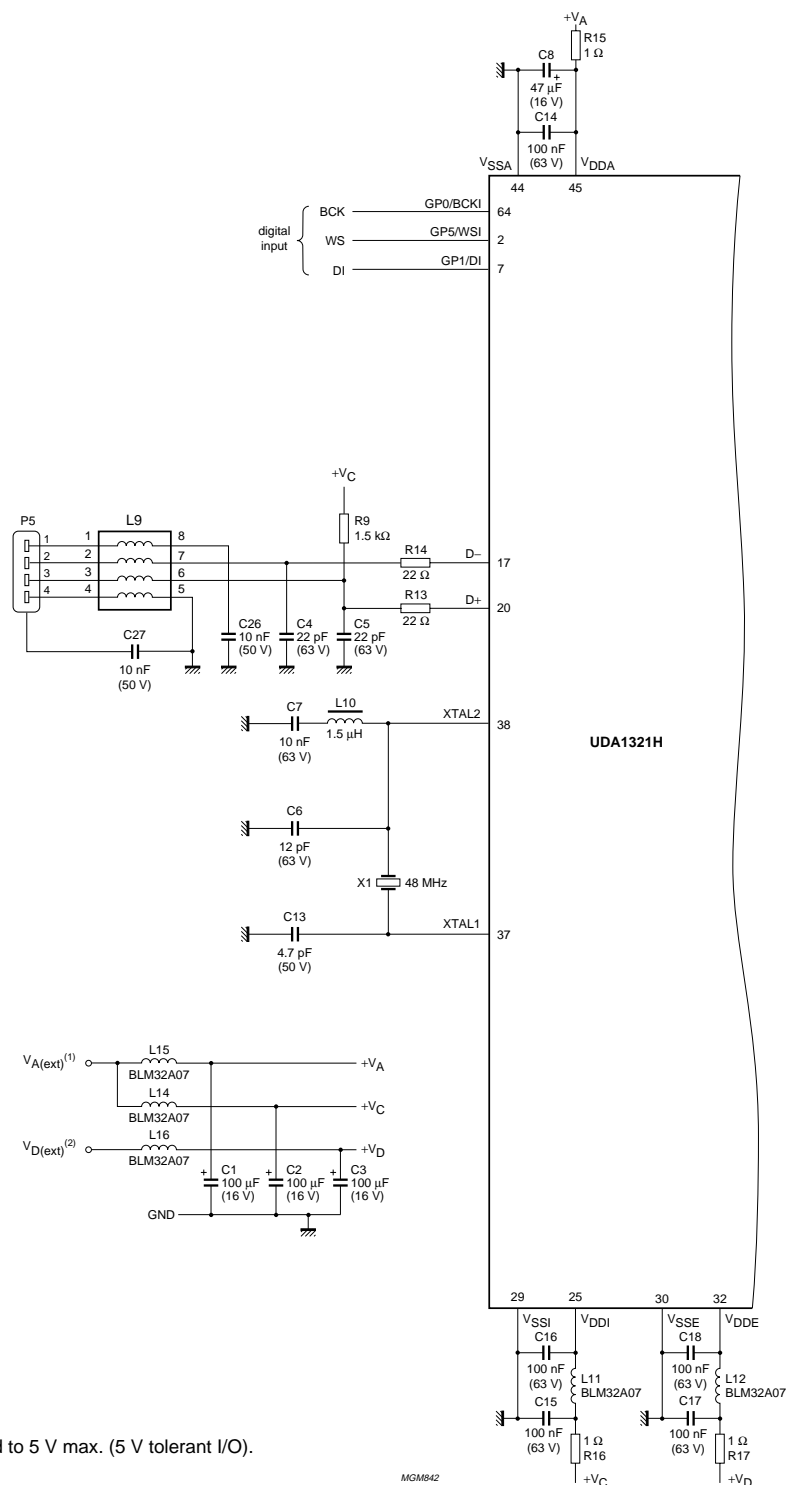 +VA
R15
1 Ω
C8
+
47 µF
(16 V)
C14
100 nF
(63 V)
VSSA
VDDA
44
45
digital
input
BCK
GP0/BCKI
64
WS
GP5/WSI
2
DI
GP1/DI
7
+VC
R9
1.5 kΩ
P5
L9
1
1
8
2
2
7
3
3
6
4
4
5
R14
22 Ω
D−
17
R13
22 Ω
D+
20
C27
10 nF
(50 V)
C26
10 nF
(50 V)
C4
22 pF
(63 V)
C5
22 pF
(63 V)
C7
10 nF
(63 V)
L10
1.5 µH
XTAL2
38
UDA1321H
C6
12 pF
(63 V)
X1
48 MHz
C13
4.7 pF
(50 V)
XTAL1
37
VA(ext)(1)
L15
BLM32A07
+VA
L14
BLM32A07
+VC
VD(ext)(2)
L16
BLM32A07
+VD
+
C1
100 µF
(16 V)
+
C2
100 µF
(16 V)
+
C3
100 µF
(16 V)
GND
29
25
30
32
VSSI
VDDI
VSSE
VDDE
C16
100 nF
(63 V)
L11
BLM32A07
C15
100 nF
(63 V)
1 Ω
R16
+VC
C18
100 nF
(63 V)
L12
BLM32A07
C17
100 nF
(63 V)
1 Ω
R17
+VD
to 5 V max. (5 V tolerant I/O).
MGM842